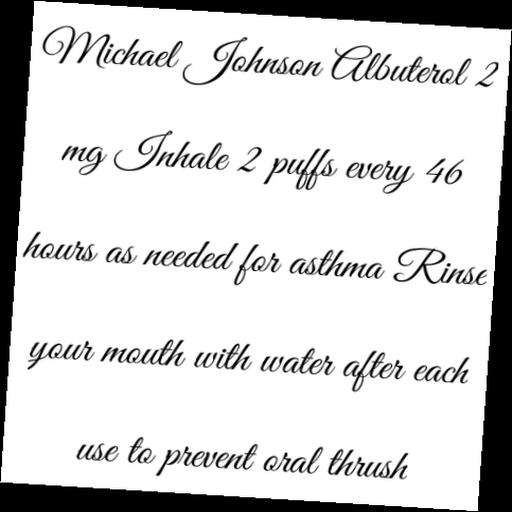 Michael Johnson Albuterol 2
mg Inhale 2 puffs every 46
hours as needed for asthma Rinse
your mouth with water after each
use to prevent oral thrush